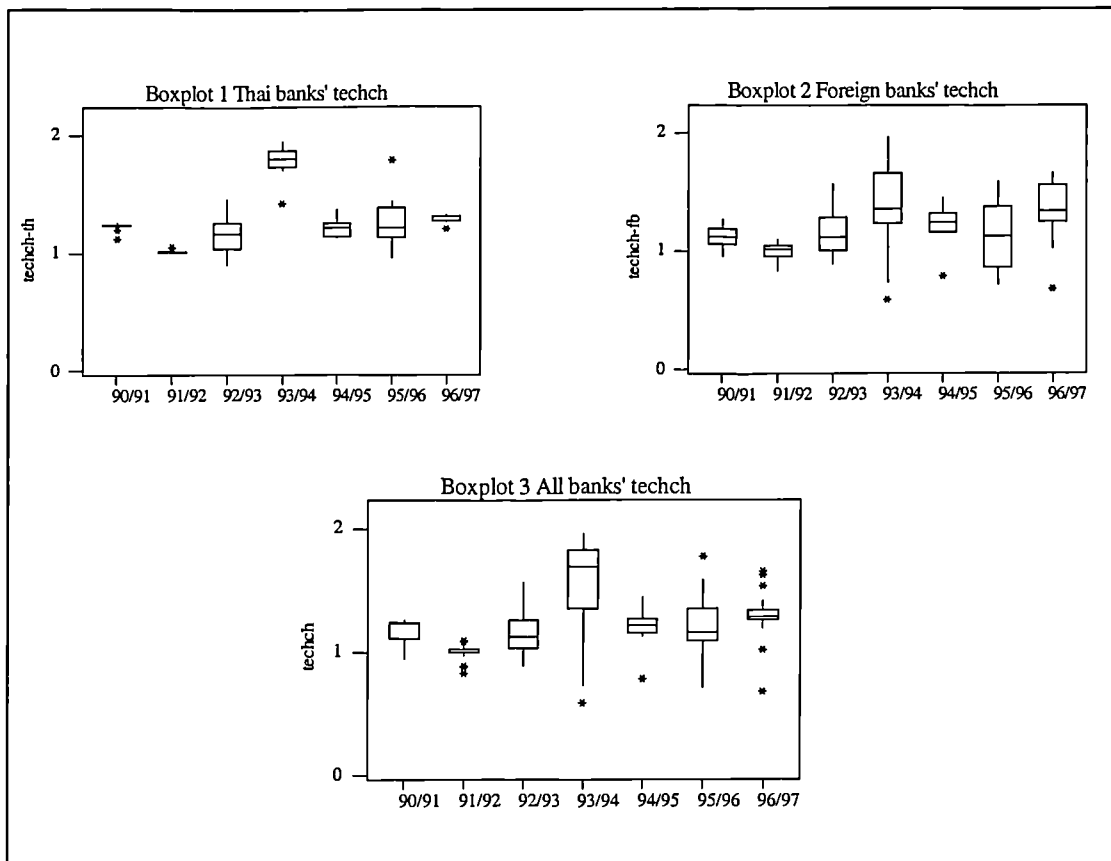 Boxplot 1 Thai banks' techch
techch-th
2
1
0
90/91 91/92 92/93 93/94 94/95 95/96 96/97
Boxplot 2 Foreign banks' techch
techch-fb
2
1
0
90/91 91/92 92/93 93/94 94/95 95/96 96/97
Boxplot 3 All banks' techch
techch
2
1
0
90/91 91/92 92/93 93/94 94/95 95/96 96/97